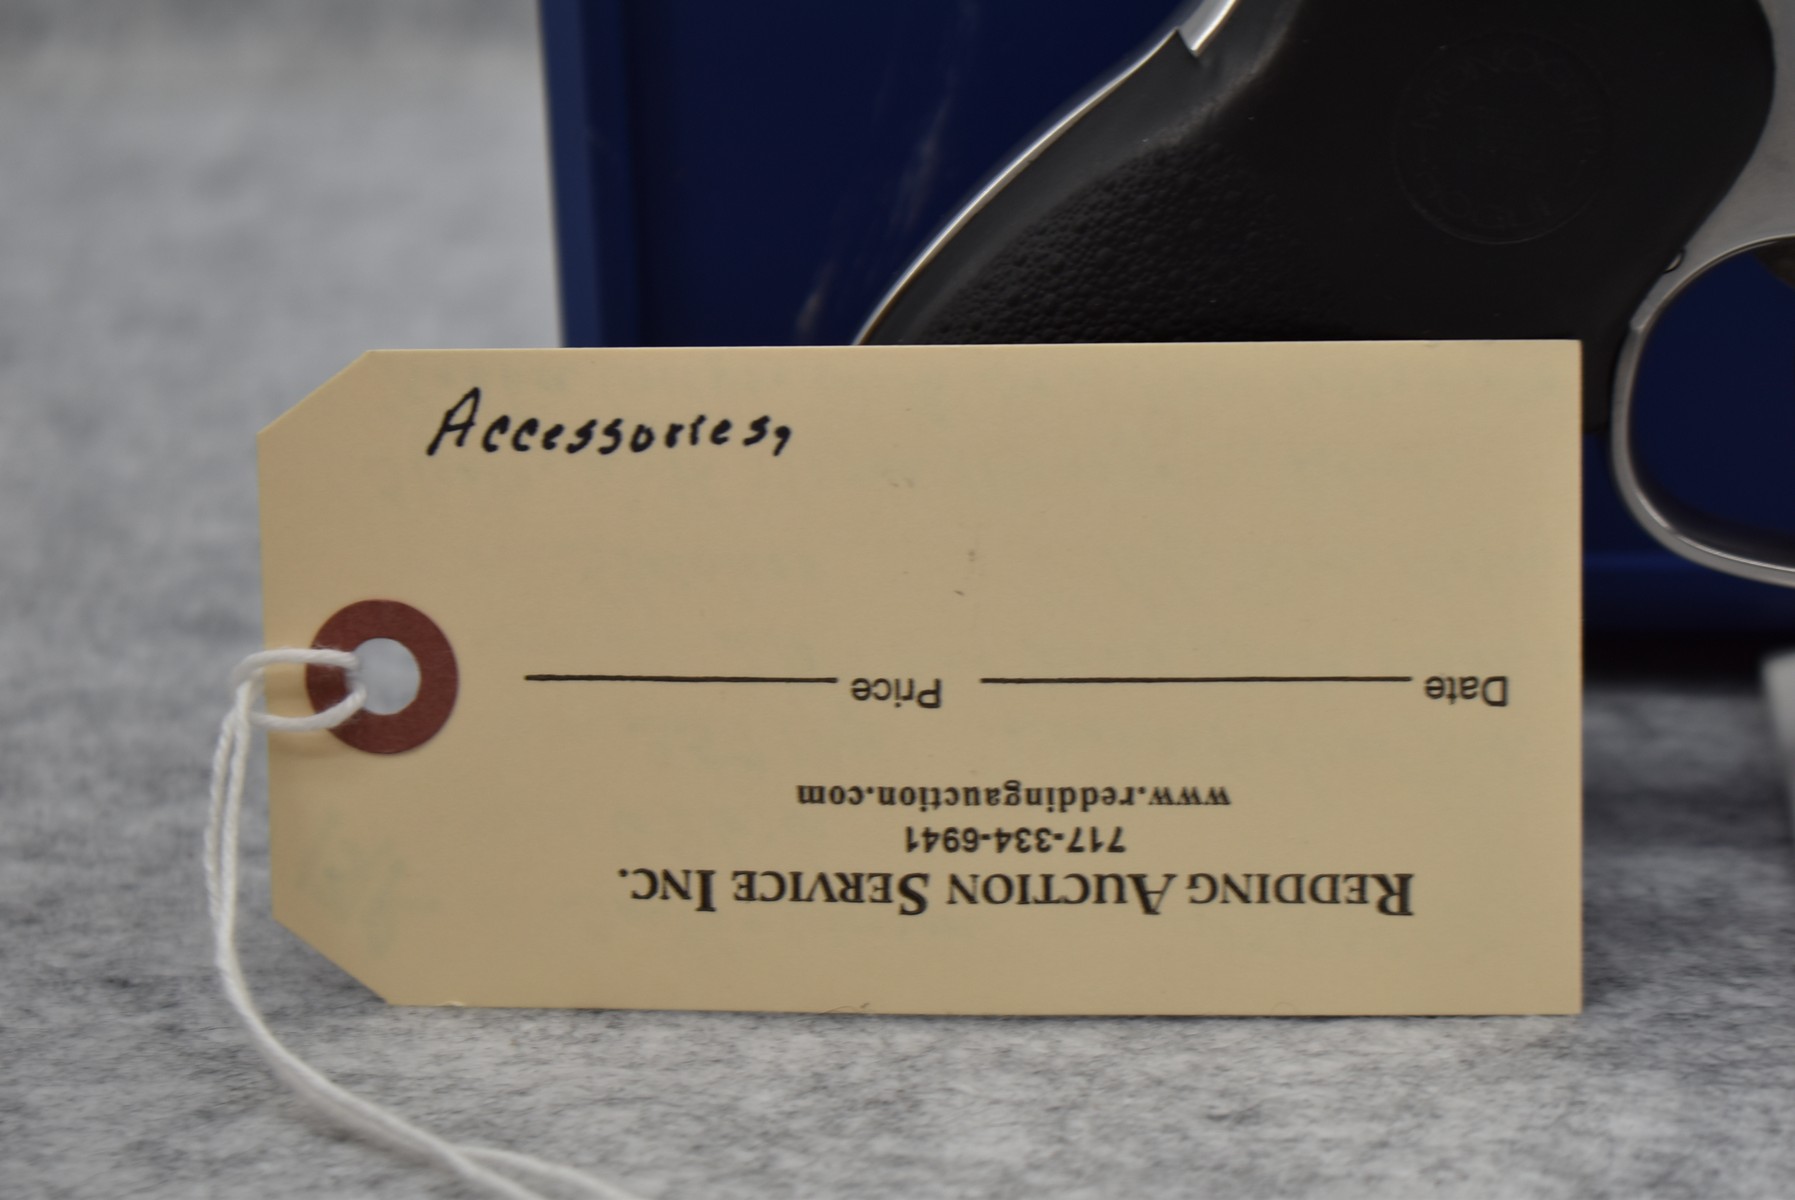 Accessories,
REDDING AUCTION SERVICE INC.
717-334-6941
www.reddingauction.com
Date Price